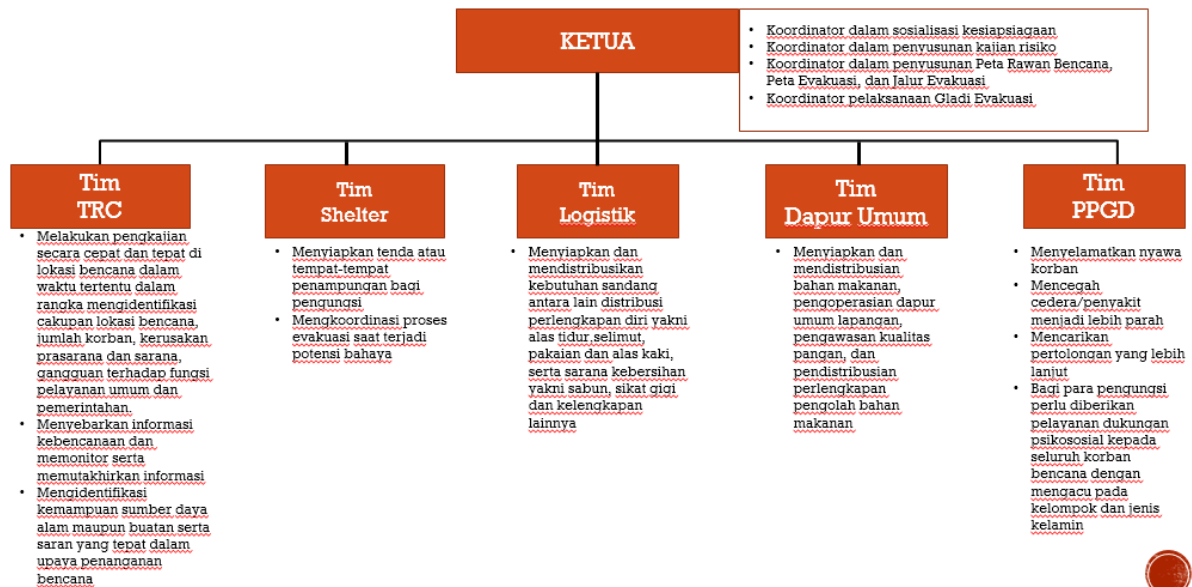 KETUA
• Koordinator dalam sosialisasi kesiapsiagaan
• Koordinator dalam penyusunan kajian risiko
• Koordinator dalam penyusunan Peta Rawan Bencana,
Peta Evakuasi, dan Jalur Evakuasi
• Koordinator pelaksanaan Gladi Evakuasi
Tim
TRC
• Melakukan pengkajian
secara cepat dan tepat di
lokasi bencana dalam
waktu tertentu dalam
rangka mengidentifikasi
cakupan lokasi bencana,
jumlah korban, kerusakan
prasarana dan sarana,
gangguan terhadap fungsi
pelayanan umum dan
pemerintahan.
• Menyebarkan informasi
kebencanaan dan
memonitor serta
memutakhirkan informasi
• Mengidentifikasi
kemampuan sumber daya
alam maupun buatan serta
saran yang tepat dalam
upaya penanganan
bencana
Tim
Shelter
• Menyiapkan tenda atau
tempat-tempat
penampungan bagi
pengungsi
• Mengkoordinasi proses
evakuasi saat terjadi
potensi bahaya
Tim
Logistik
• Menyiapkan dan
mendistribusikan
kebutuhan sandang
antara lain distribusi
perlengkapan diri yakni
alas tidur,selimut,
pakaian dan alas kaki,
serta sarana kebersihan
yakni sabun, sikat gigi
dan kelengkapan
lainnya
Tim
Dapur Umum
• Menyiapkan dan
mendistribusian
bahan makanan,
pengoperasian dapur
umum lapangan,
pengawasan kualitas
pangan, dan
pendistribusian
perlengkapan
pengolah bahan
makanan
Tim
PPGD
• Menyelamatkan nyawa
korban
• Mencegah
cedera/penyakit
menjadi lebih parah
• Mencarikan
pertolongan yang lebih
lanjut
• Bagi para pengungsi
perlu diberikan
pelayanan dukungan
psikososial kepada
seluruh korban
bencana dengan
mengacu pada
kelompok dan jenis
kelamin